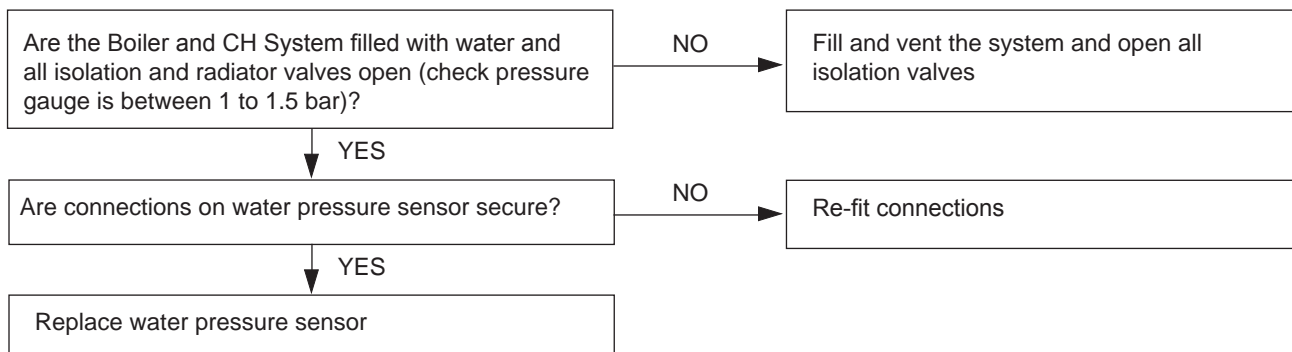 Are the Boiler and CH System filled with water and
all isolation and radiator valves open (check pressure
gauge is between 1 to 1.5 bar)?
NO
Fill and vent the system and open all
isolation valves
YES
Are connections on water pressure sensor secure?
NO
Re-fit connections
YES
Replace water pressure sensor